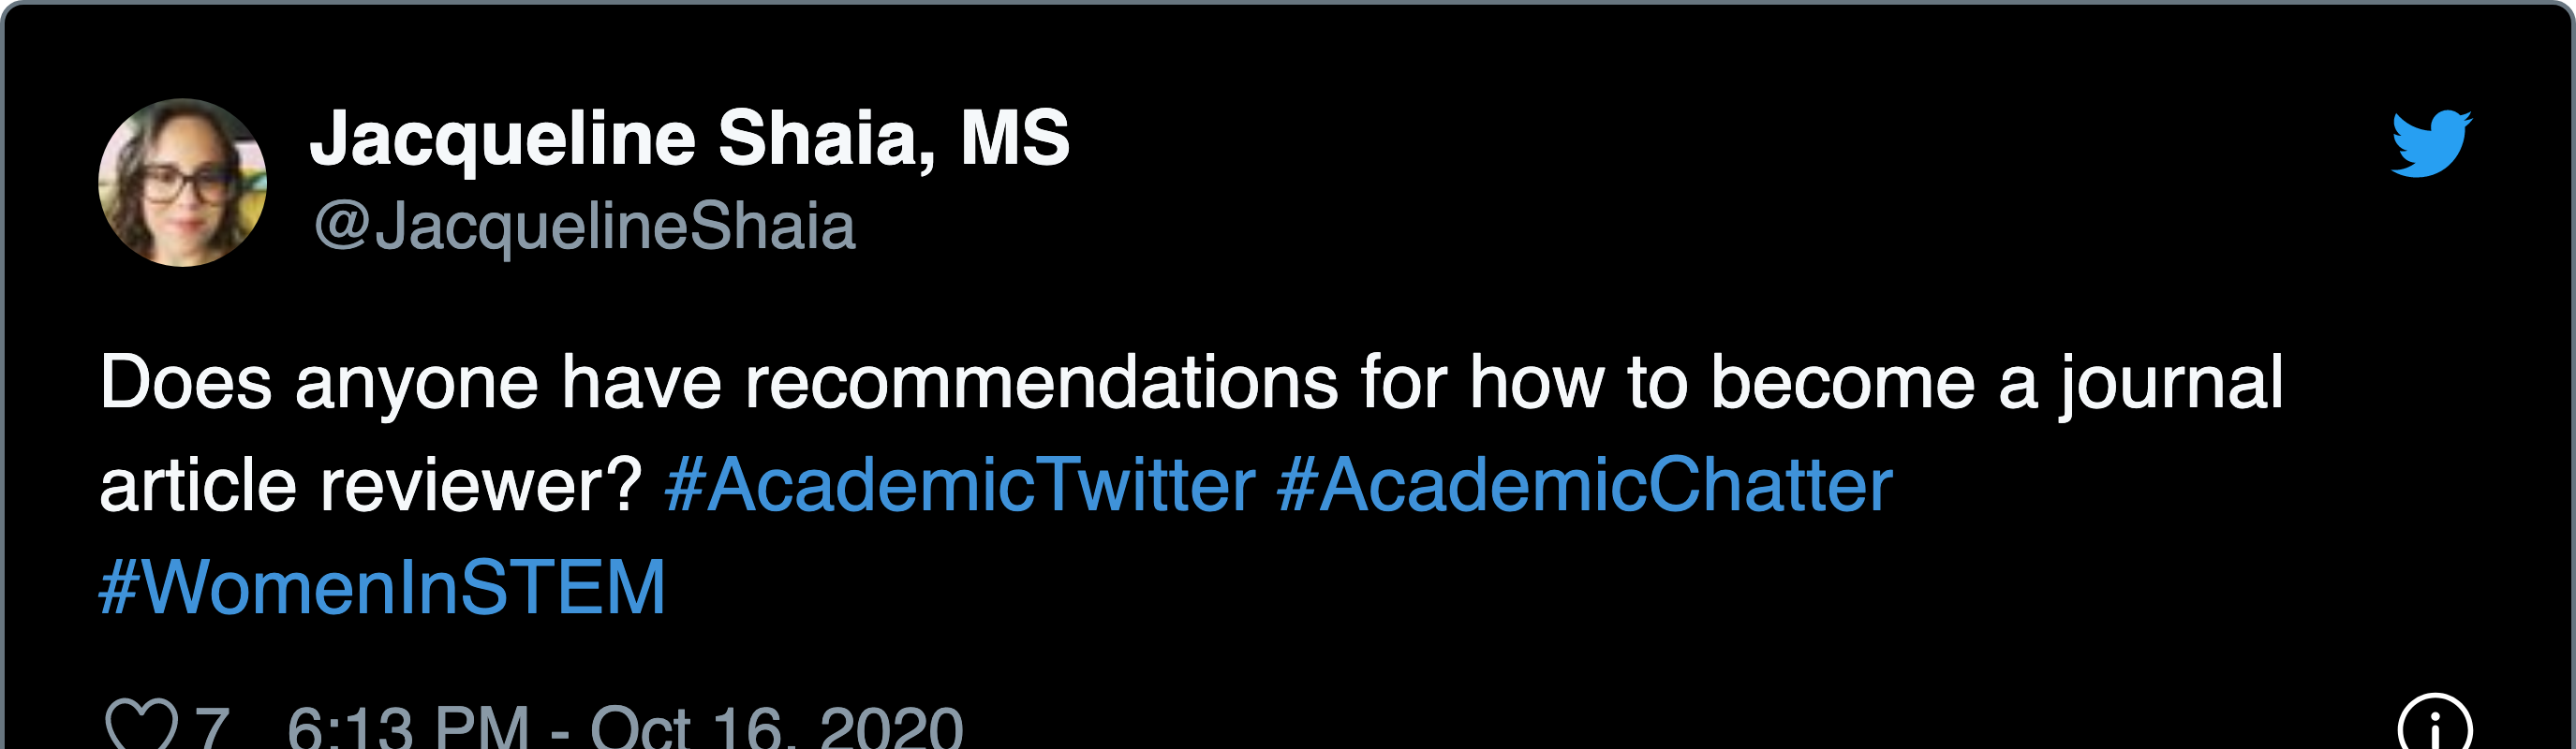 Jacqueline Shaia, MS
@JacquelineShaia
Does anyone have recommendations for how to become a journal
article reviewer? #AcademicTwitter #AcademicChatter
#WomenInSTEM
7 6:13 PM - Oct 16, 2020